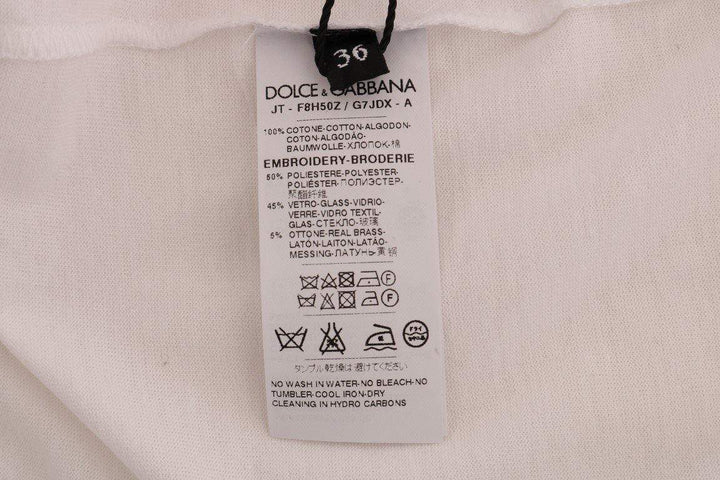 36
DOLCE & GABBANA
JT - F8H50Z / G7JDX - A
100% COTONE-COTTON-ALGODON-
COTON-ALGODÃO-
BAUMWOLLE-ХЛОПОК-棉
EMBROIDERY-BRODERIE
50% POLIESTERE-POLYESTER-
POLIÉSTER-ПОЛИЭСТЕР-
聚酯纤维
45% VETRO-GLASS-VIDRIO-
VERRE-VIDRO TEXTIL-
GLAS-СТЕКЛО-玻璃
5% OTTONE-REAL BRASS-
LATÓN-LAITON-LATÃO-
MESSING-ЛАТУНЬ-黄铜
F
F
ドライ
タンブル乾燥は避けてください
NO WASH IN WATER-NO BLEACH-NO
TUMBLER-COOL IRON-DRY
CLEANING IN HYDRO CARBONS